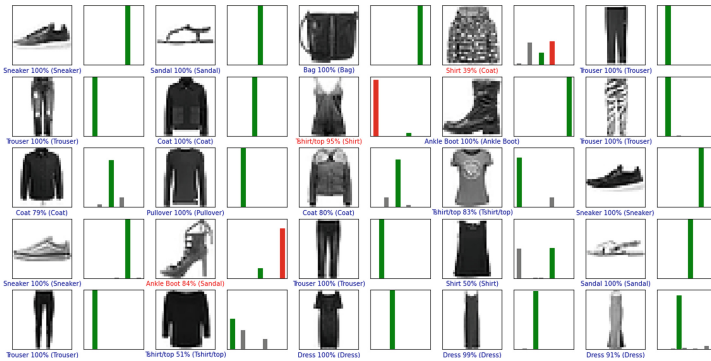 Sneaker 100% (Sneaker)
Sandal 100% (Sandal)
Bag 100% (Bag)
Shirt 39% (Coat)
Trouser 100% (Trouser)
Trouser 100% (Trouser)
Coat 100% (Coat)
Tshirt/top 95% (Shirt)
Ankle Boot 100% (Ankle Boot)
Trouser 100% (Trouser)
Coat 79% (Coat)
Pullover 100% (Pullover)
Coat 80% (Coat)
Tshirt/top 83% (Tshirt/top)
Sneaker 100% (Sneaker)
Sneaker 100% (Sneaker)
Ankle Boot 84% (Sandal)
Trouser 100% (Trouser)
Shirt 50% (Shirt)
Sandal 100% (Sandal)
Trouser 100% (Trouser)
Tshirt/top 51% (Tshirt/top)
Dress 100% (Dress)
Dress 99% (Dress)
Dress 91% (Dress)